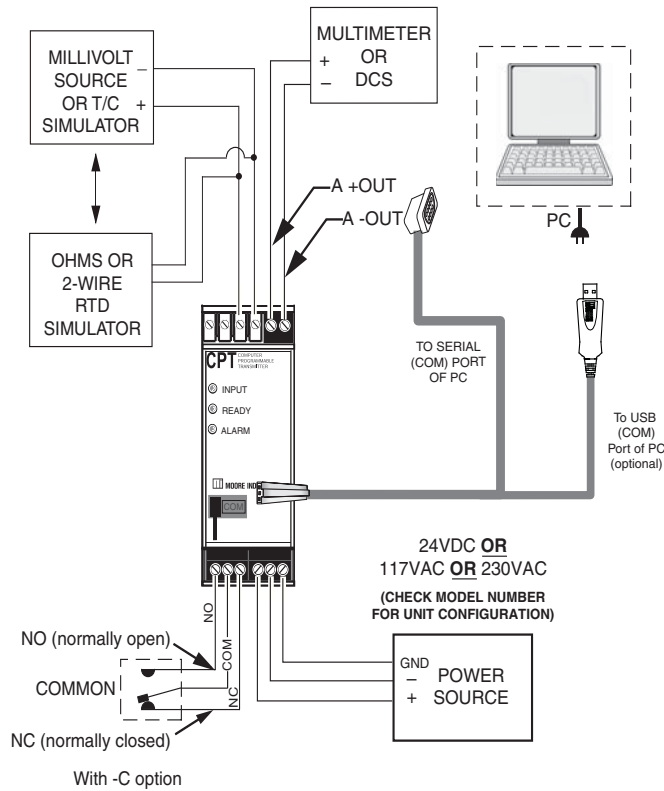 MILLIVOLT
SOURCE
OR T/C
SIMULATOR
–
+
MULTIMETER
OR
DCS
+
–
A +OUT
A -OUT
PC
OHMS OR
2-WIRE
RTD
SIMULATOR
CPT COMPUTER
PROGRAMMABLE
TRANSMITTER
INPUT
READY
ALARM
TO SERIAL
(COM) PORT
OF PC
To USB
(COM)
Port of PC
(optional)
MOORE IND
COM
24VDC OR
117VAC OR 230VAC
(CHECK MODEL NUMBER
FOR UNIT CONFIGURATION)
NO
COM
NC
NO (normally open)
COMMON
NC (normally closed)
With -C option
GND
–
+
POWER
SOURCE